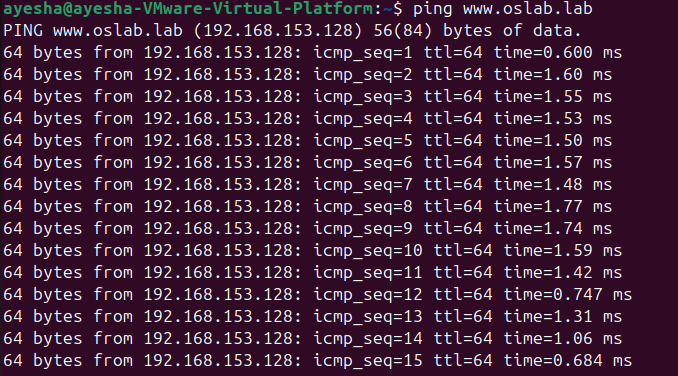 ayesha@ayesha-VMware-Virtual-Platform:~$ ping www.oslab.lab
PING www.oslab.lab (192.168.153.128) 56(84) bytes of data.
64 bytes from 192.168.153.128: icmp_seq=1 ttl=64 time=0.600 ms
64 bytes from 192.168.153.128: icmp_seq=2 ttl=64 time=1.60 ms
64 bytes from 192.168.153.128: icmp_seq=3 ttl=64 time=1.55 ms
64 bytes from 192.168.153.128: icmp_seq=4 ttl=64 time=1.53 ms
64 bytes from 192.168.153.128: icmp_seq=5 ttl=64 time=1.50 ms
64 bytes from 192.168.153.128: icmp_seq=6 ttl=64 time=1.57 ms
64 bytes from 192.168.153.128: icmp_seq=7 ttl=64 time=1.48 ms
64 bytes from 192.168.153.128: icmp_seq=8 ttl=64 time=1.77 ms
64 bytes from 192.168.153.128: icmp_seq=9 ttl=64 time=1.74 ms
64 bytes from 192.168.153.128: icmp_seq=10 ttl=64 time=1.59 ms
64 bytes from 192.168.153.128: icmp_seq=11 ttl=64 time=1.42 ms
64 bytes from 192.168.153.128: icmp_seq=12 ttl=64 time=0.747 ms
64 bytes from 192.168.153.128: icmp_seq=13 ttl=64 time=1.31 ms
64 bytes from 192.168.153.128: icmp_seq=14 ttl=64 time=1.06 ms
64 bytes from 192.168.153.128: icmp_seq=15 ttl=64 time=0.684 ms